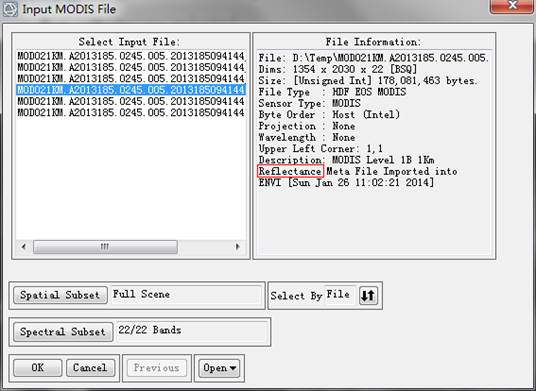 Input MODIS File
Select Input File:
MOD021KM.A2013185.0245.005.2013185094144
MOD021KM.A2013185.0245.005.2013185094144
MOD021KM.A2013185.0245.005.2013185094144
MOD021KM.A2013185.0245.005.2013185094144
MOD021KM.A2013185.0245.005.2013185094144
MOD021KM.A2013185.0245.005.2013185094144
File Information:
File: D:\Temp\MOD021KM.A2013185.0245.005.
Dims: 1354 x 2030 x 22 [BSQ]
Size: [Unsigned Int] 178,081,463 bytes.
File Type : HDF EOS MODIS
Sensor Type: MODIS
Byte Order : Host (Intel)
Projection : None
Wavelength : None
Upper Left Corner: 1,1
Description: MODIS Level 1B 1Km
Reflectance Meta File Imported into
ENVI [Sun Jan 26 11:02:21 2014]
Spatial Subset Full Scene
Select By File
Spectral Subset 22/22 Bands
OK Cancel Previous Open